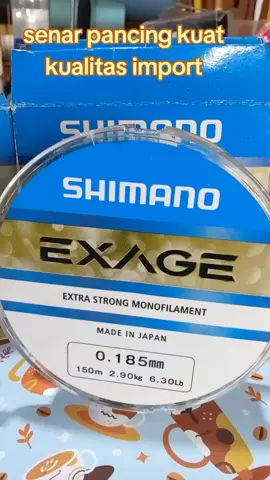 senar pancing kuat
kualitas import
SHIMANO
SHIMANO
EXAGE
EXTRA STRONG MONOFILAMENT
MADE IN JAPAN
0.185mm
150m 2.90kg 6.30Lb